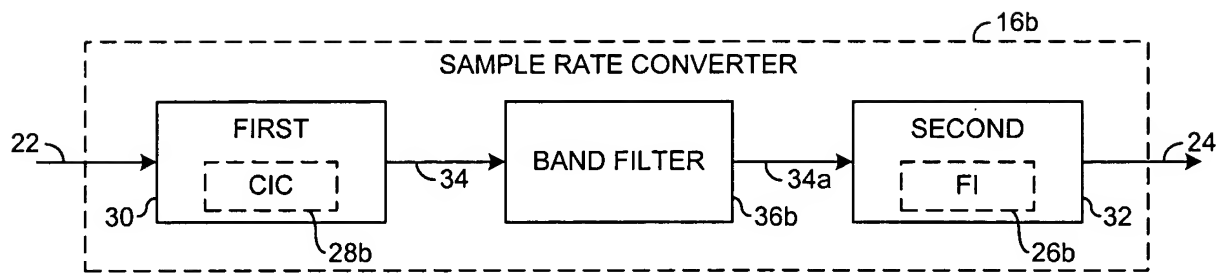 16b
SAMPLE RATE CONVERTER
22
FIRST
CIC
30
28b
34
BAND FILTER
36b
34a
SECOND
FI
26b
32
24